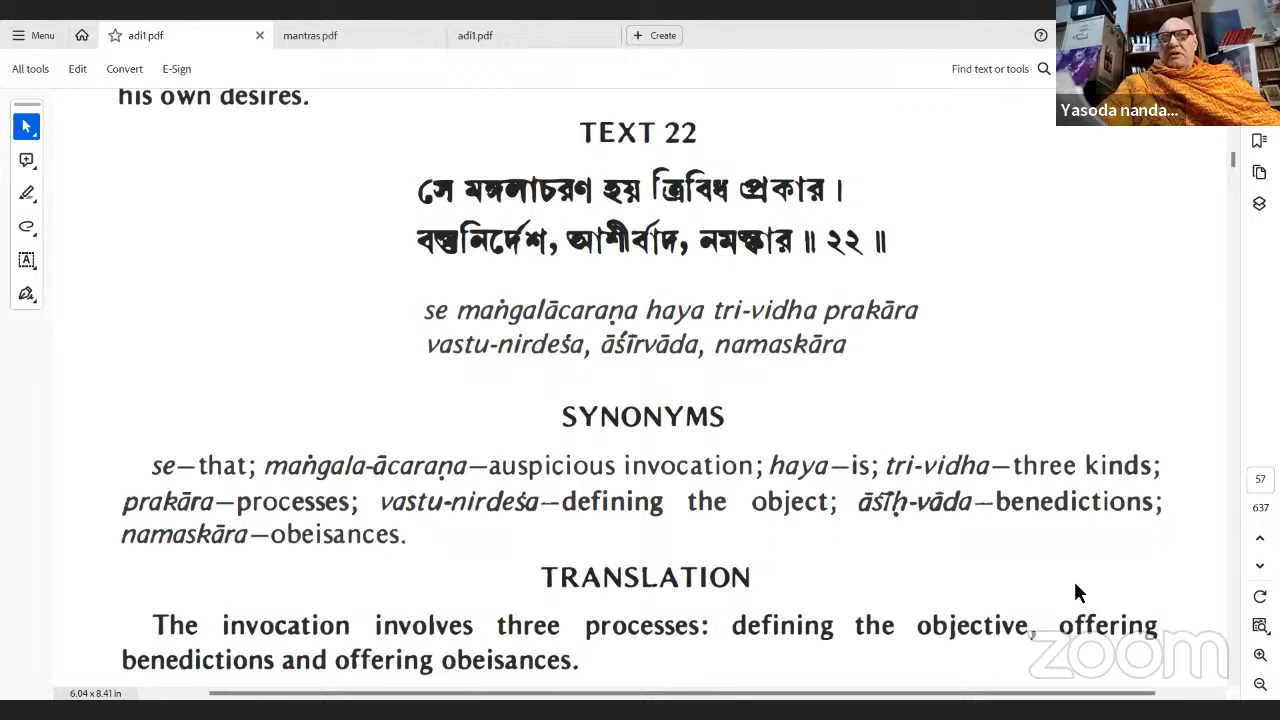 Menu
adi1.pdf
mantras.pdf
adi1.pdf
Create
All tools Edit Convert E-Sign
Find text or tools
Yasoda nanda...
his own desires.
TEXT 22
সে মঙ্গলাচরণ হয় ত্রিবিধ প্রকার ।
বস্তুনির্দেশ, আশীর্বাদ, নমস্কার ॥ ২২ ॥
se maṅgalācaraṇa haya tri-vidha prakāra
vastu-nirdeśa, āśīrvāda, namaskāra
SYNONYMS
se—that; maṅgala-ācaraṇa—auspicious invocation; haya—is; tri-vidha—three kinds;
prakāra—processes; vastu-nirdeśa—defining the object; āśīḥ-vāda—benedictions;
namaskāra—obeisances.
TRANSLATION
The invocation involves three processes: defining the objective, offering
benedictions and offering obeisances.
57
637
zoom
6.04 x 8.41 in